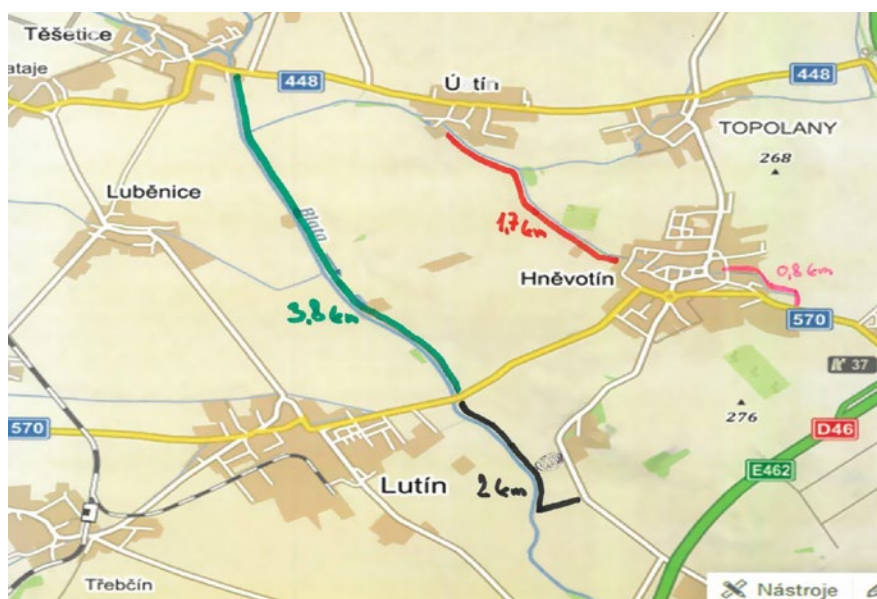 Těšetice
ataje
448
Ú tín
448
TOPOLANY
268
Luběnice
Blata
1,7 km
Hněvotín
0,8 km
3,8 km
570
37
276
570
D46
E462
Lutín
2 km
Třebčín
Nástroje